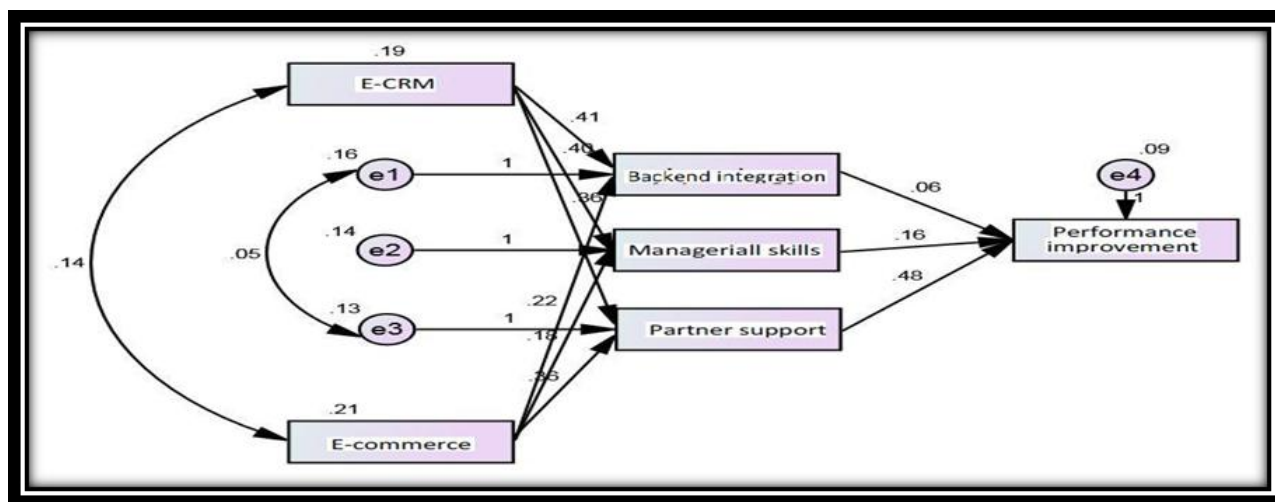 .19
E-CRM
.41
.16
e1
1
.40
Backend integration
.36
.06
.09
e4
1
Performance
improvement
.14
e2
1
Manageriall skills
.16
.14
.05
.48
.13
e3
1
.22
.18
Partner support
.36
.21
E-commerce